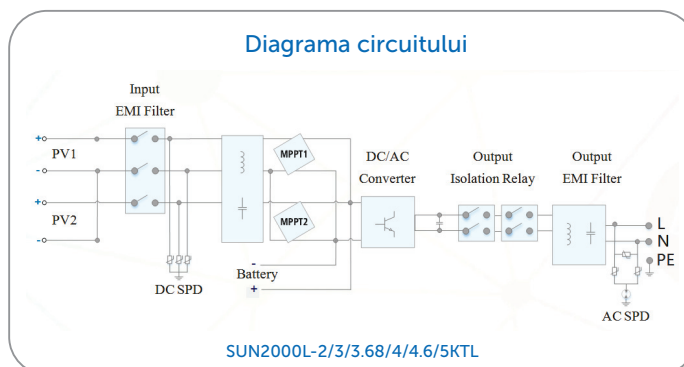 Diagrama circuitului
Input
EMI Filter
+
PV1
-
+
PV2
-
DC SPD
MPPT1
MPPT2
Battery
-
+
DC/AC
Converter
Output
Isolation Relay
Output
EMI Filter
L
N
PE
AC SPD
SUN2000L-2/3/3.68/4/4.6/5KTL